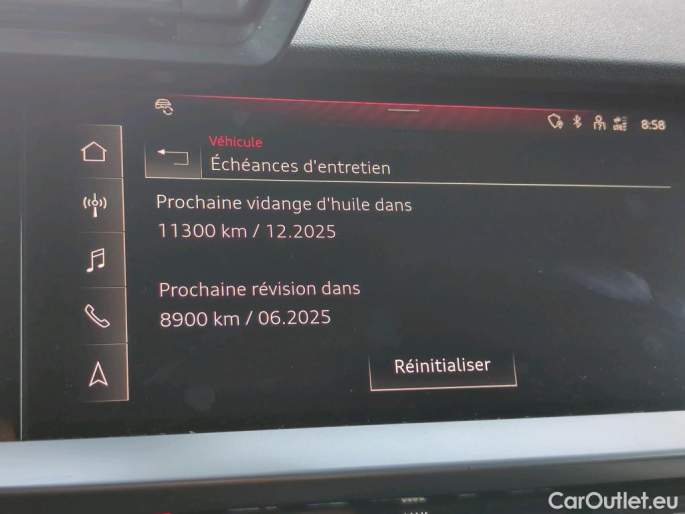 8:58
Véhicule
Échéances d'entretien
Prochaine vidange d'huile dans
11300 km / 12.2025
Prochaine révision dans
8900 km / 06.2025
Réinitialiser
CarOutlet.eu